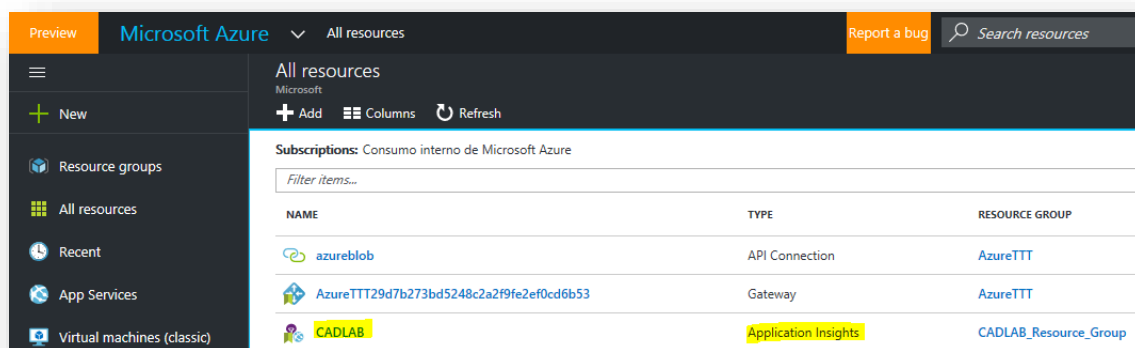 Preview Microsoft Azure All resources Report a bug Search resources
All resources
Microsoft
New
Add Columns Refresh
Subscriptions: Consumo interno de Microsoft Azure
Resource groups
Filter items...
All resources
NAME TYPE RESOURCE GROUP
Recent
azureblob API Connection AzureTTT
App Services
AzureTTT29d7b273bd5248c2a2f9fe2ef0cd6b53 Gateway AzureTTT
Virtual machines (classic)
CADLAB Application Insights CADLAB_Resource_Group